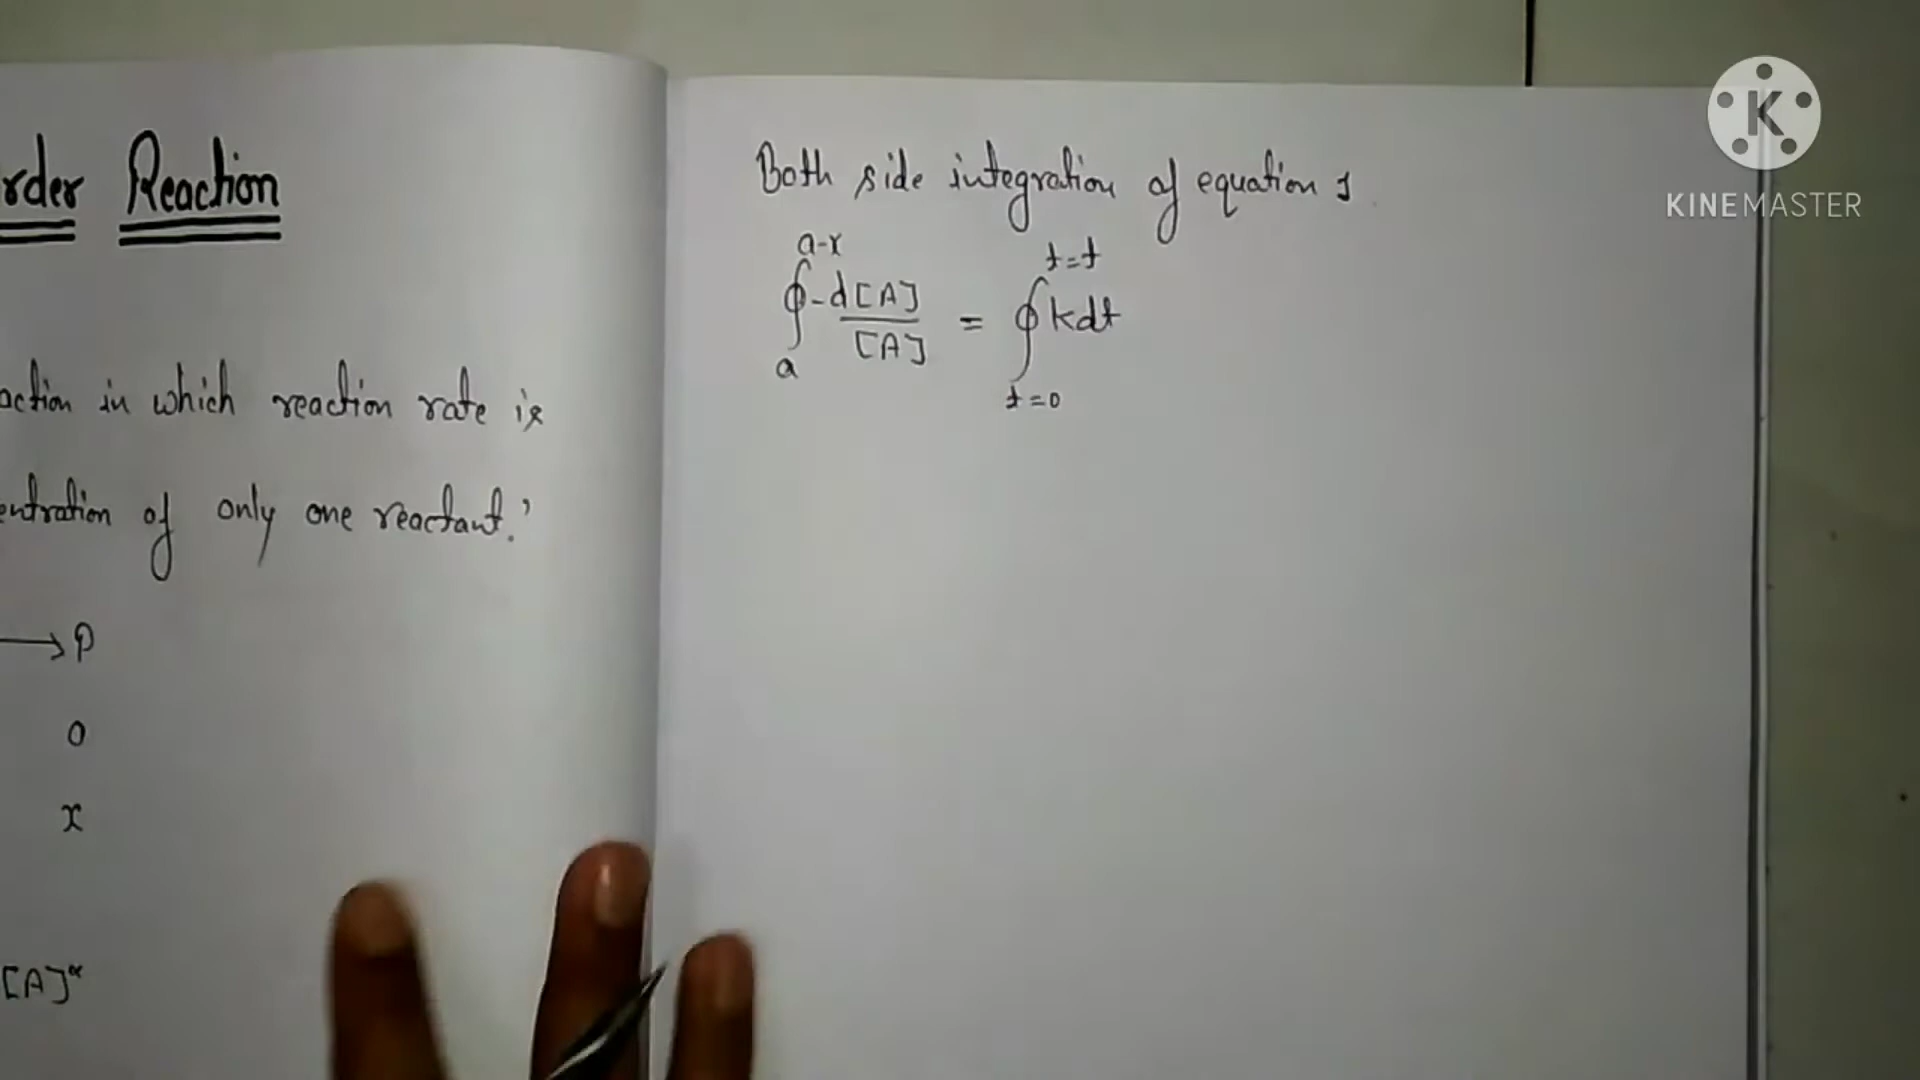 rder Reaction
action in which reaction rate is
entration of only one reactant."
→ P
0
x
[A]^α
Both side integration of equation 1
∮_a^{a-x} -d[A]/[A] = ∮_{t=0}^{t=t} kdt
K
KINEMASTER